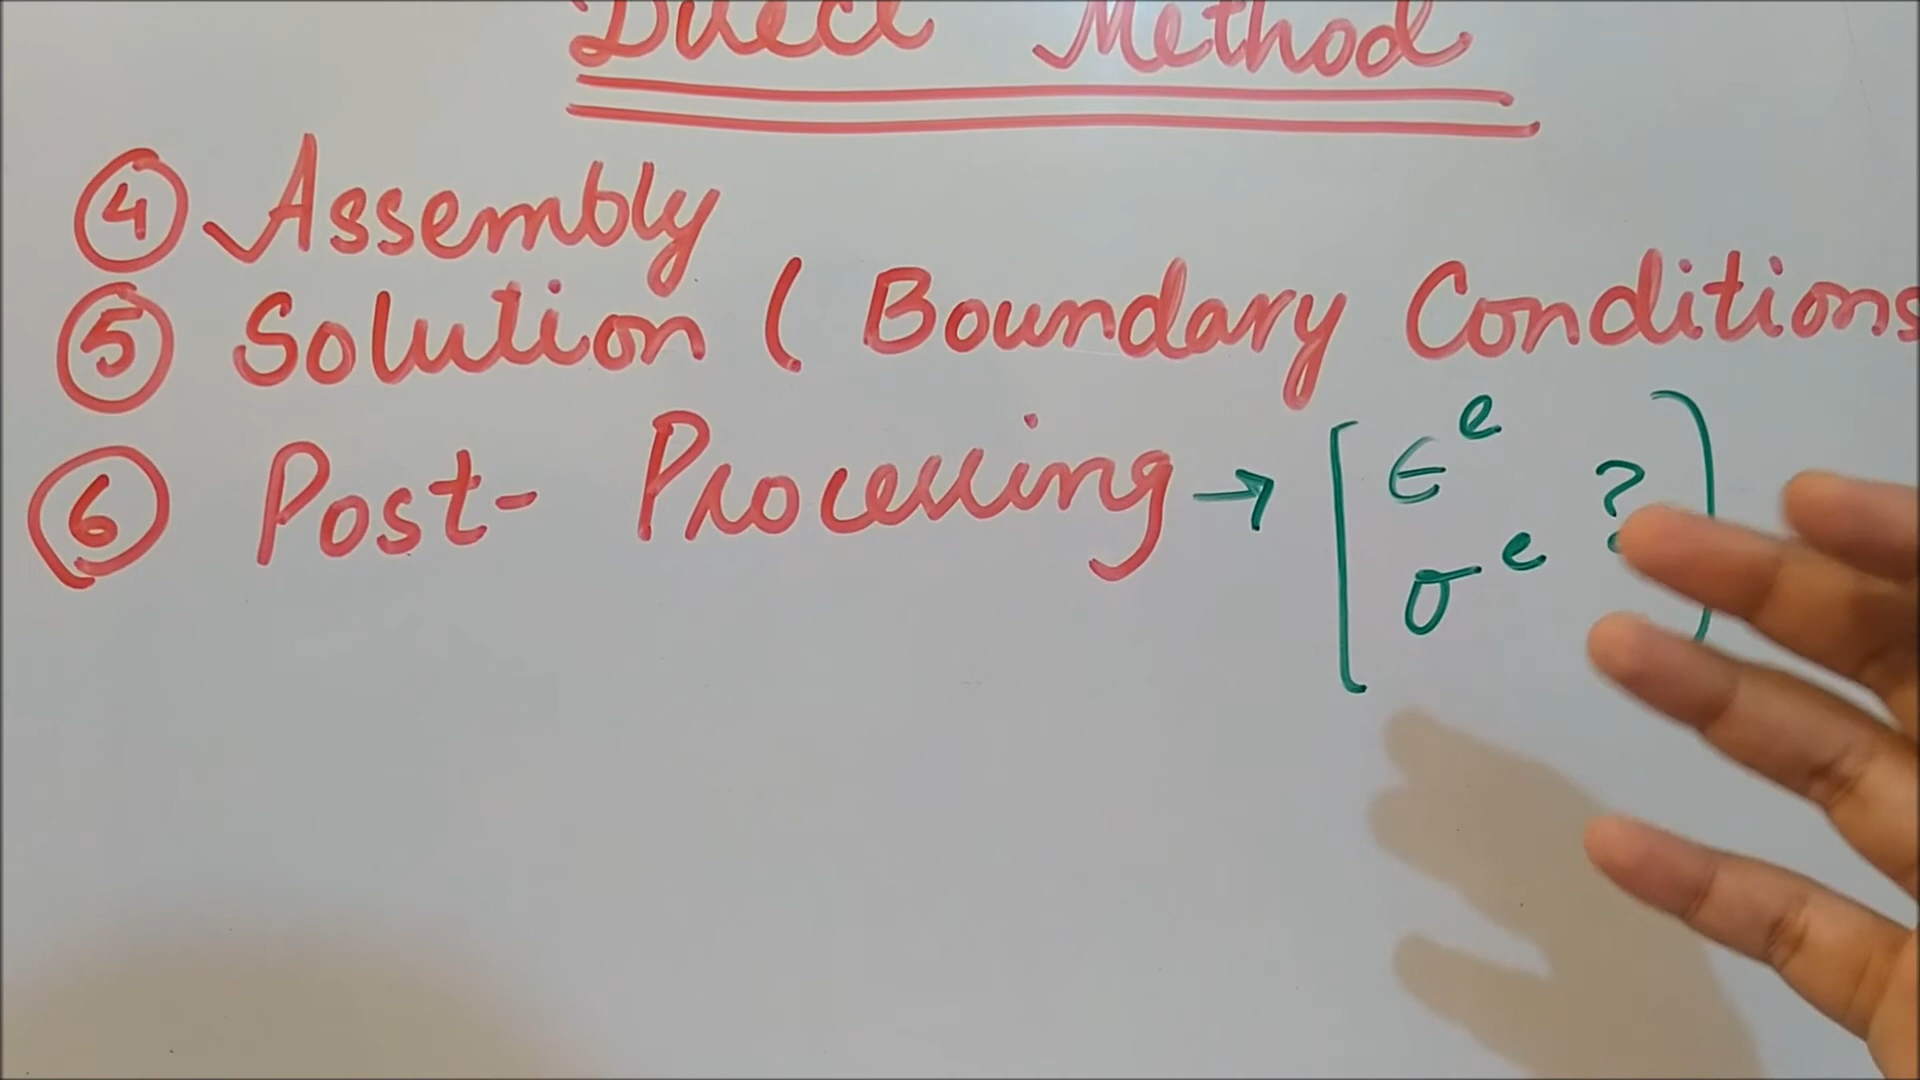 Direct Method
④ Assembly
⑤ Solution ( Boundary Conditions
⑥ Post- Processing → [ ϵ^e ? ]
σ^e